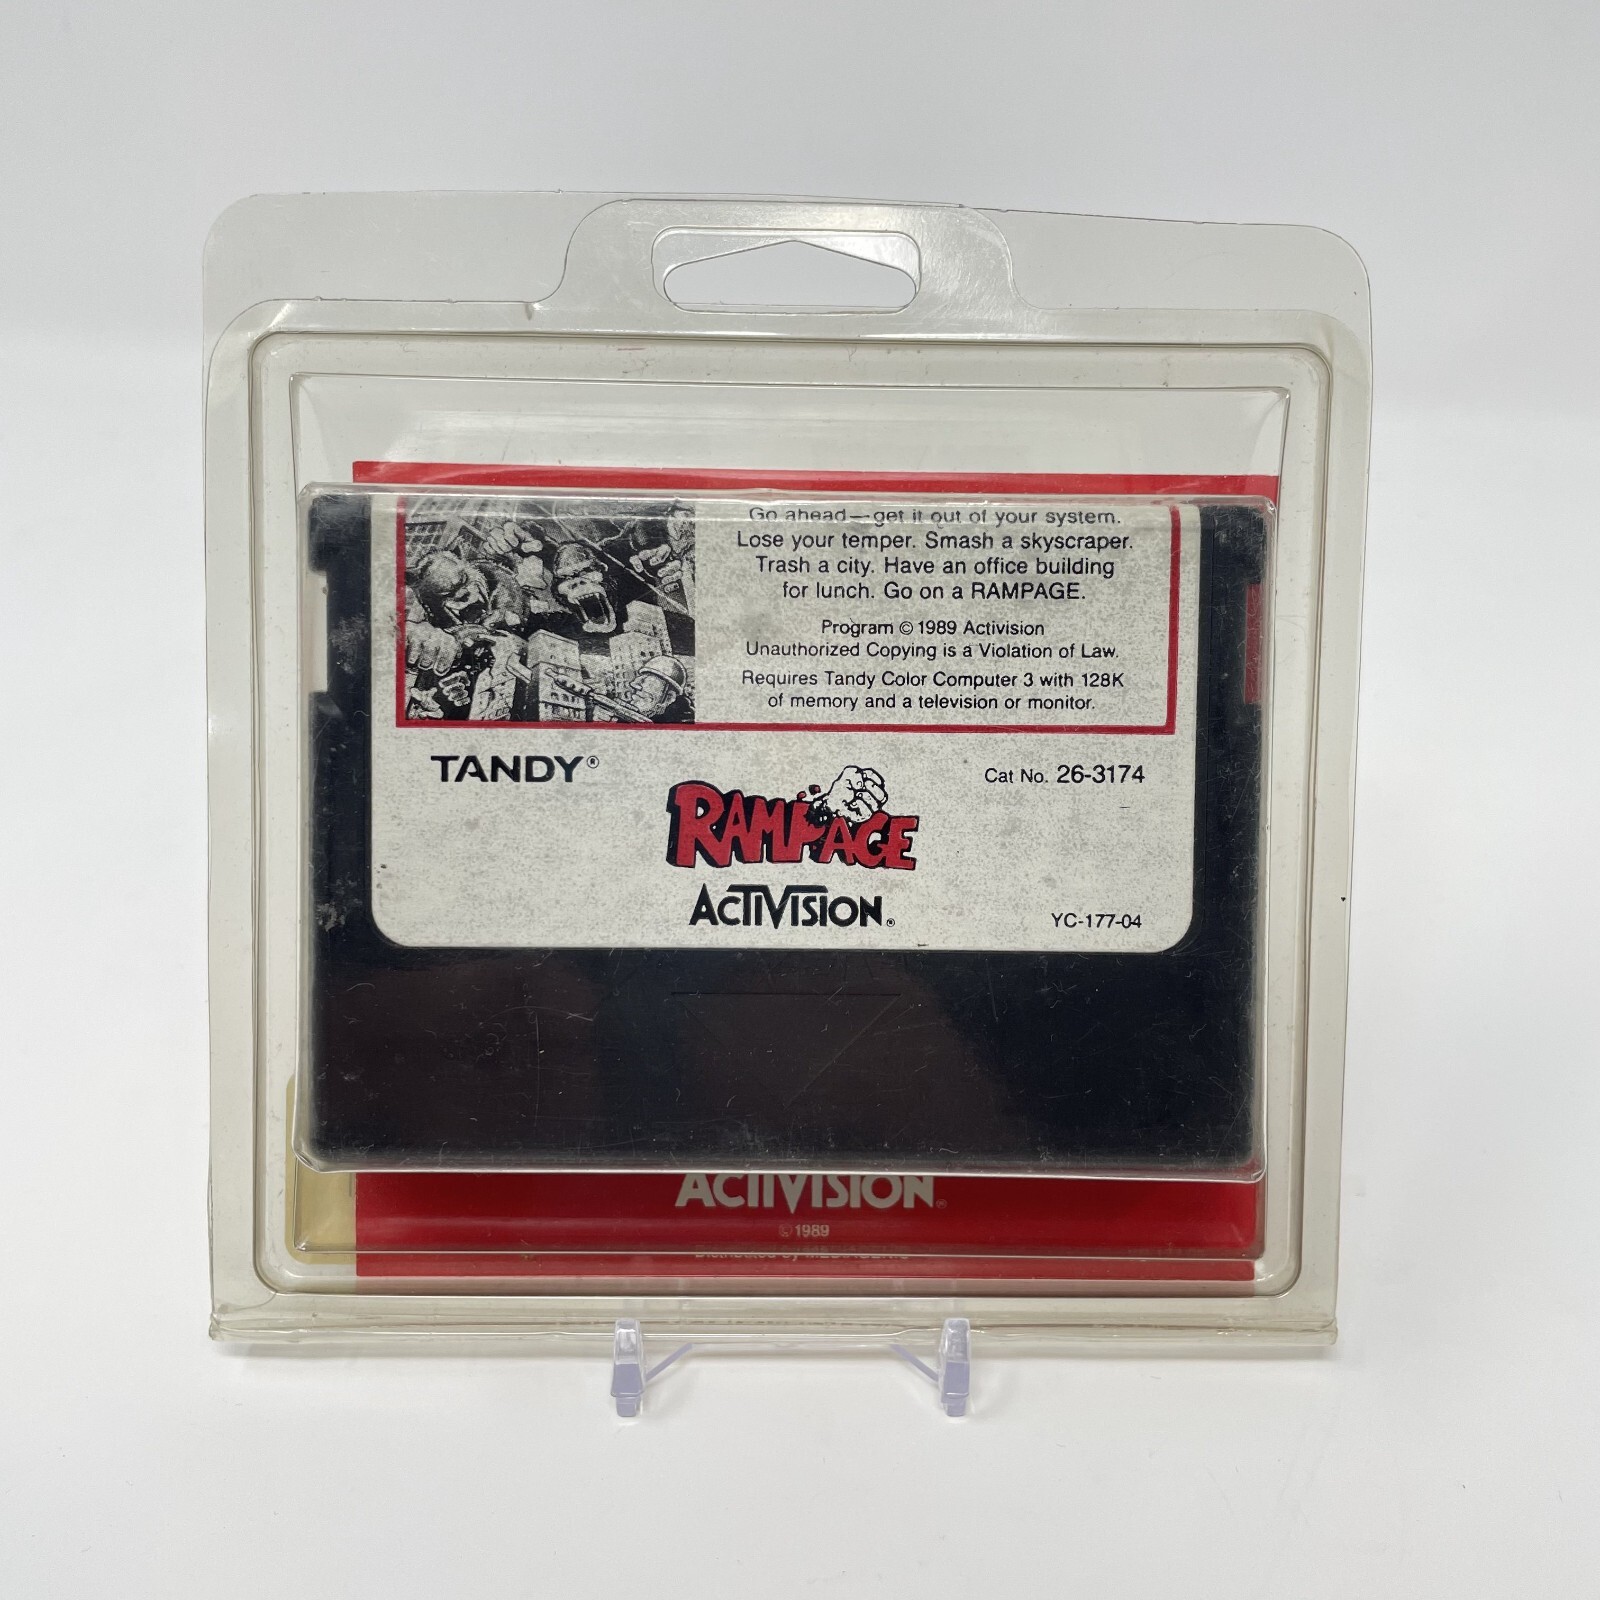 Go ahead—get it out of your system.
Lose your temper. Smash a skyscraper.
Trash a city. Have an office building
for lunch. Go on a RAMPAGE.
Program © 1989 Activision
Unauthorized Copying is a Violation of Law.
Requires Tandy Color Computer 3 with 128K
of memory and a television or monitor.
TANDY®
Cat No. 26-3174
RAMPAGE
ACTIVISION®
YC-177-04
ACTIVISION®
© 1989
Distributed by